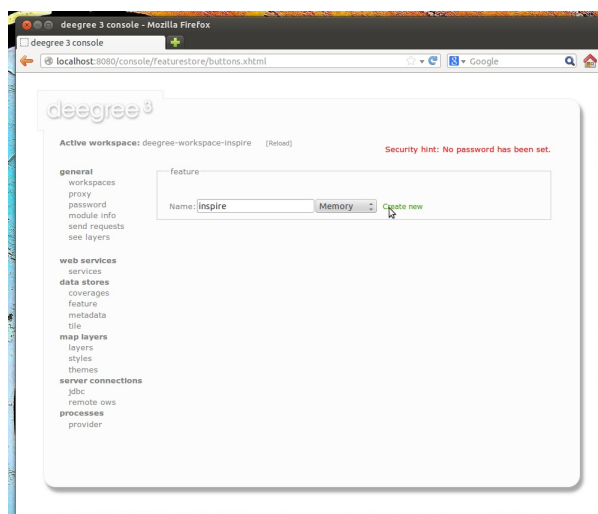 deegree 3 console - Mozilla Firefox
deegree 3 console
localhost:8080/console/featurestore/buttons.xhtml
Google
deegree 3
Active workspace: deegree-workspace-inspire [Reload]
Security hint: No password has been set.
general
workspaces
proxy
password
module info
send requests
see layers
web services
services
data stores
coverages
feature
metadata
tile
map layers
layers
styles
themes
server connections
jdbc
remote ows
processes
provider
feature
Name: inspire Memory Create new